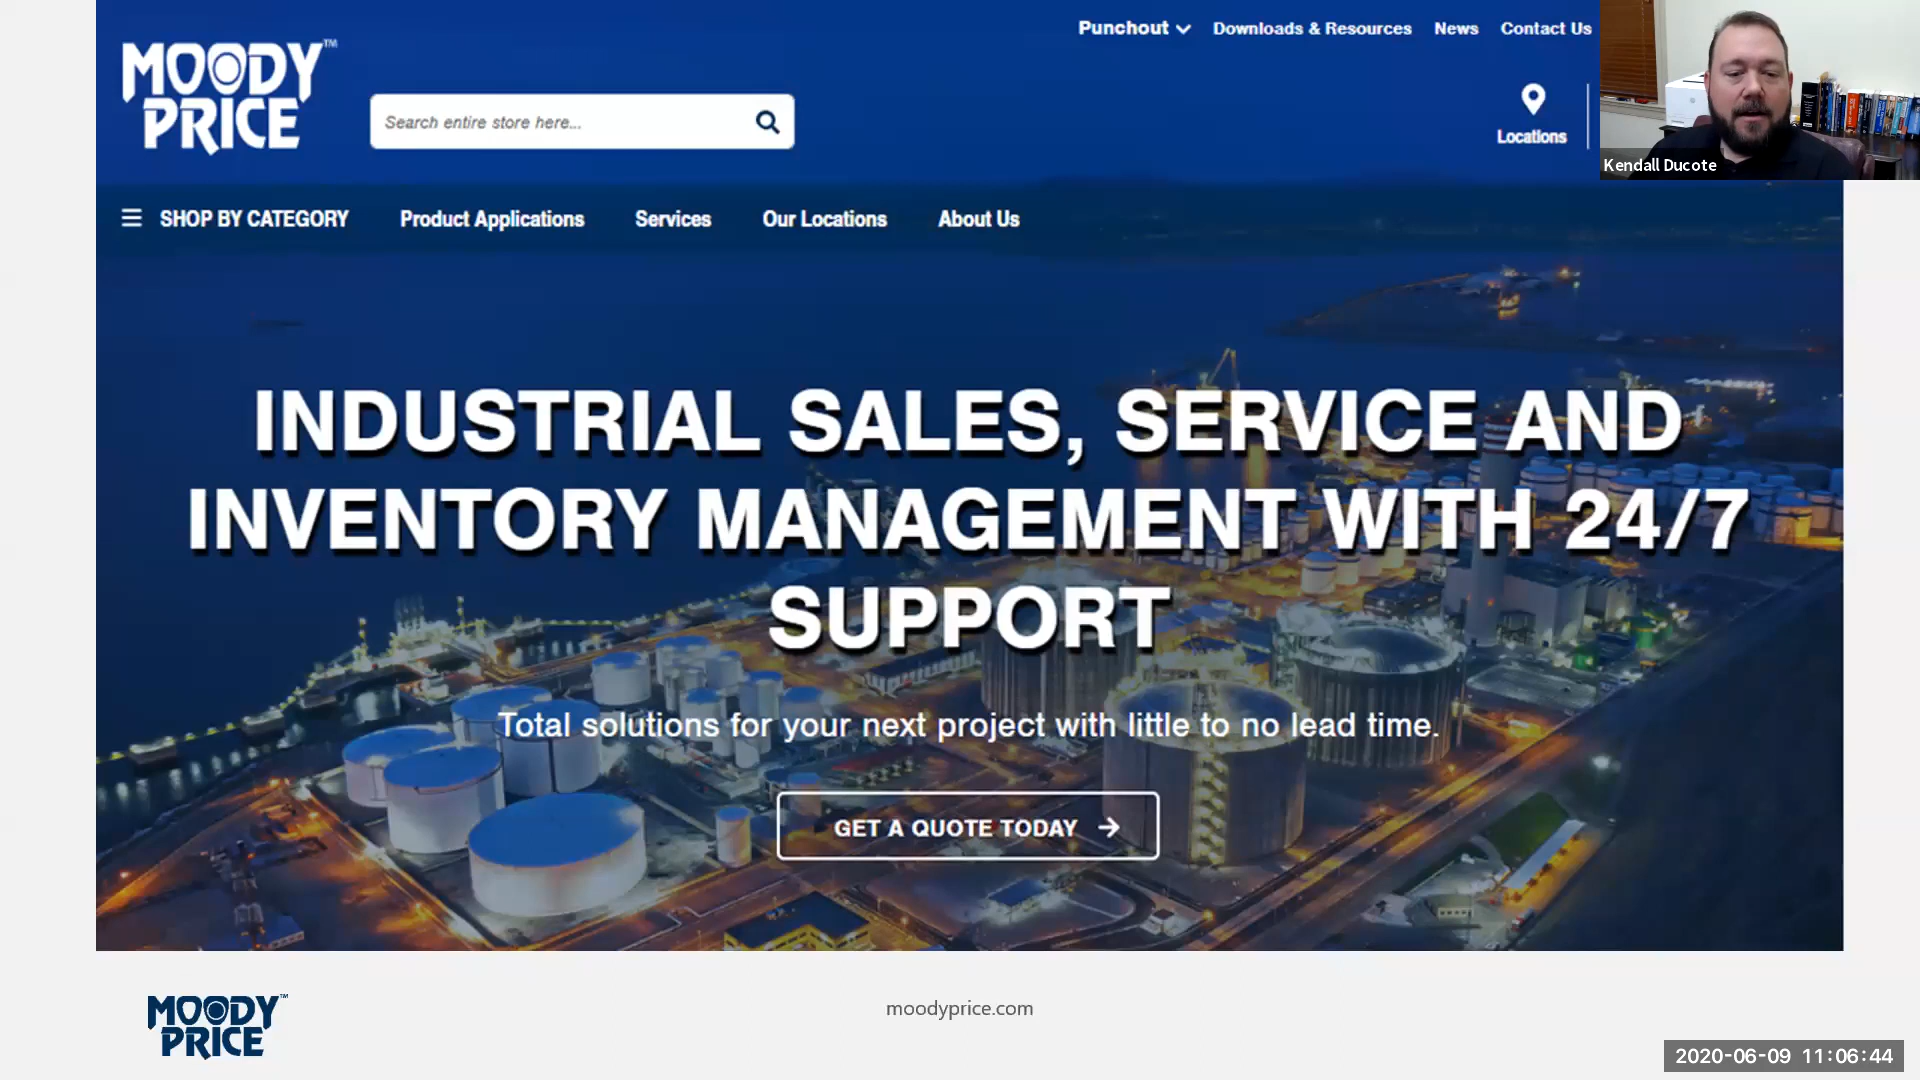 Punchout Downloads & Resources News Contact Us
MOODY PRICE™
Search entire store here...
Locations
Kendall Ducote
SHOP BY CATEGORY Product Applications Services Our Locations About Us
INDUSTRIAL SALES, SERVICE AND
INVENTORY MANAGEMENT WITH 24/7
SUPPORT
Total solutions for your next project with little to no lead time.
GET A QUOTE TODAY
MOODY PRICE™
moodyprice.com
2020-06-09 11:06:44